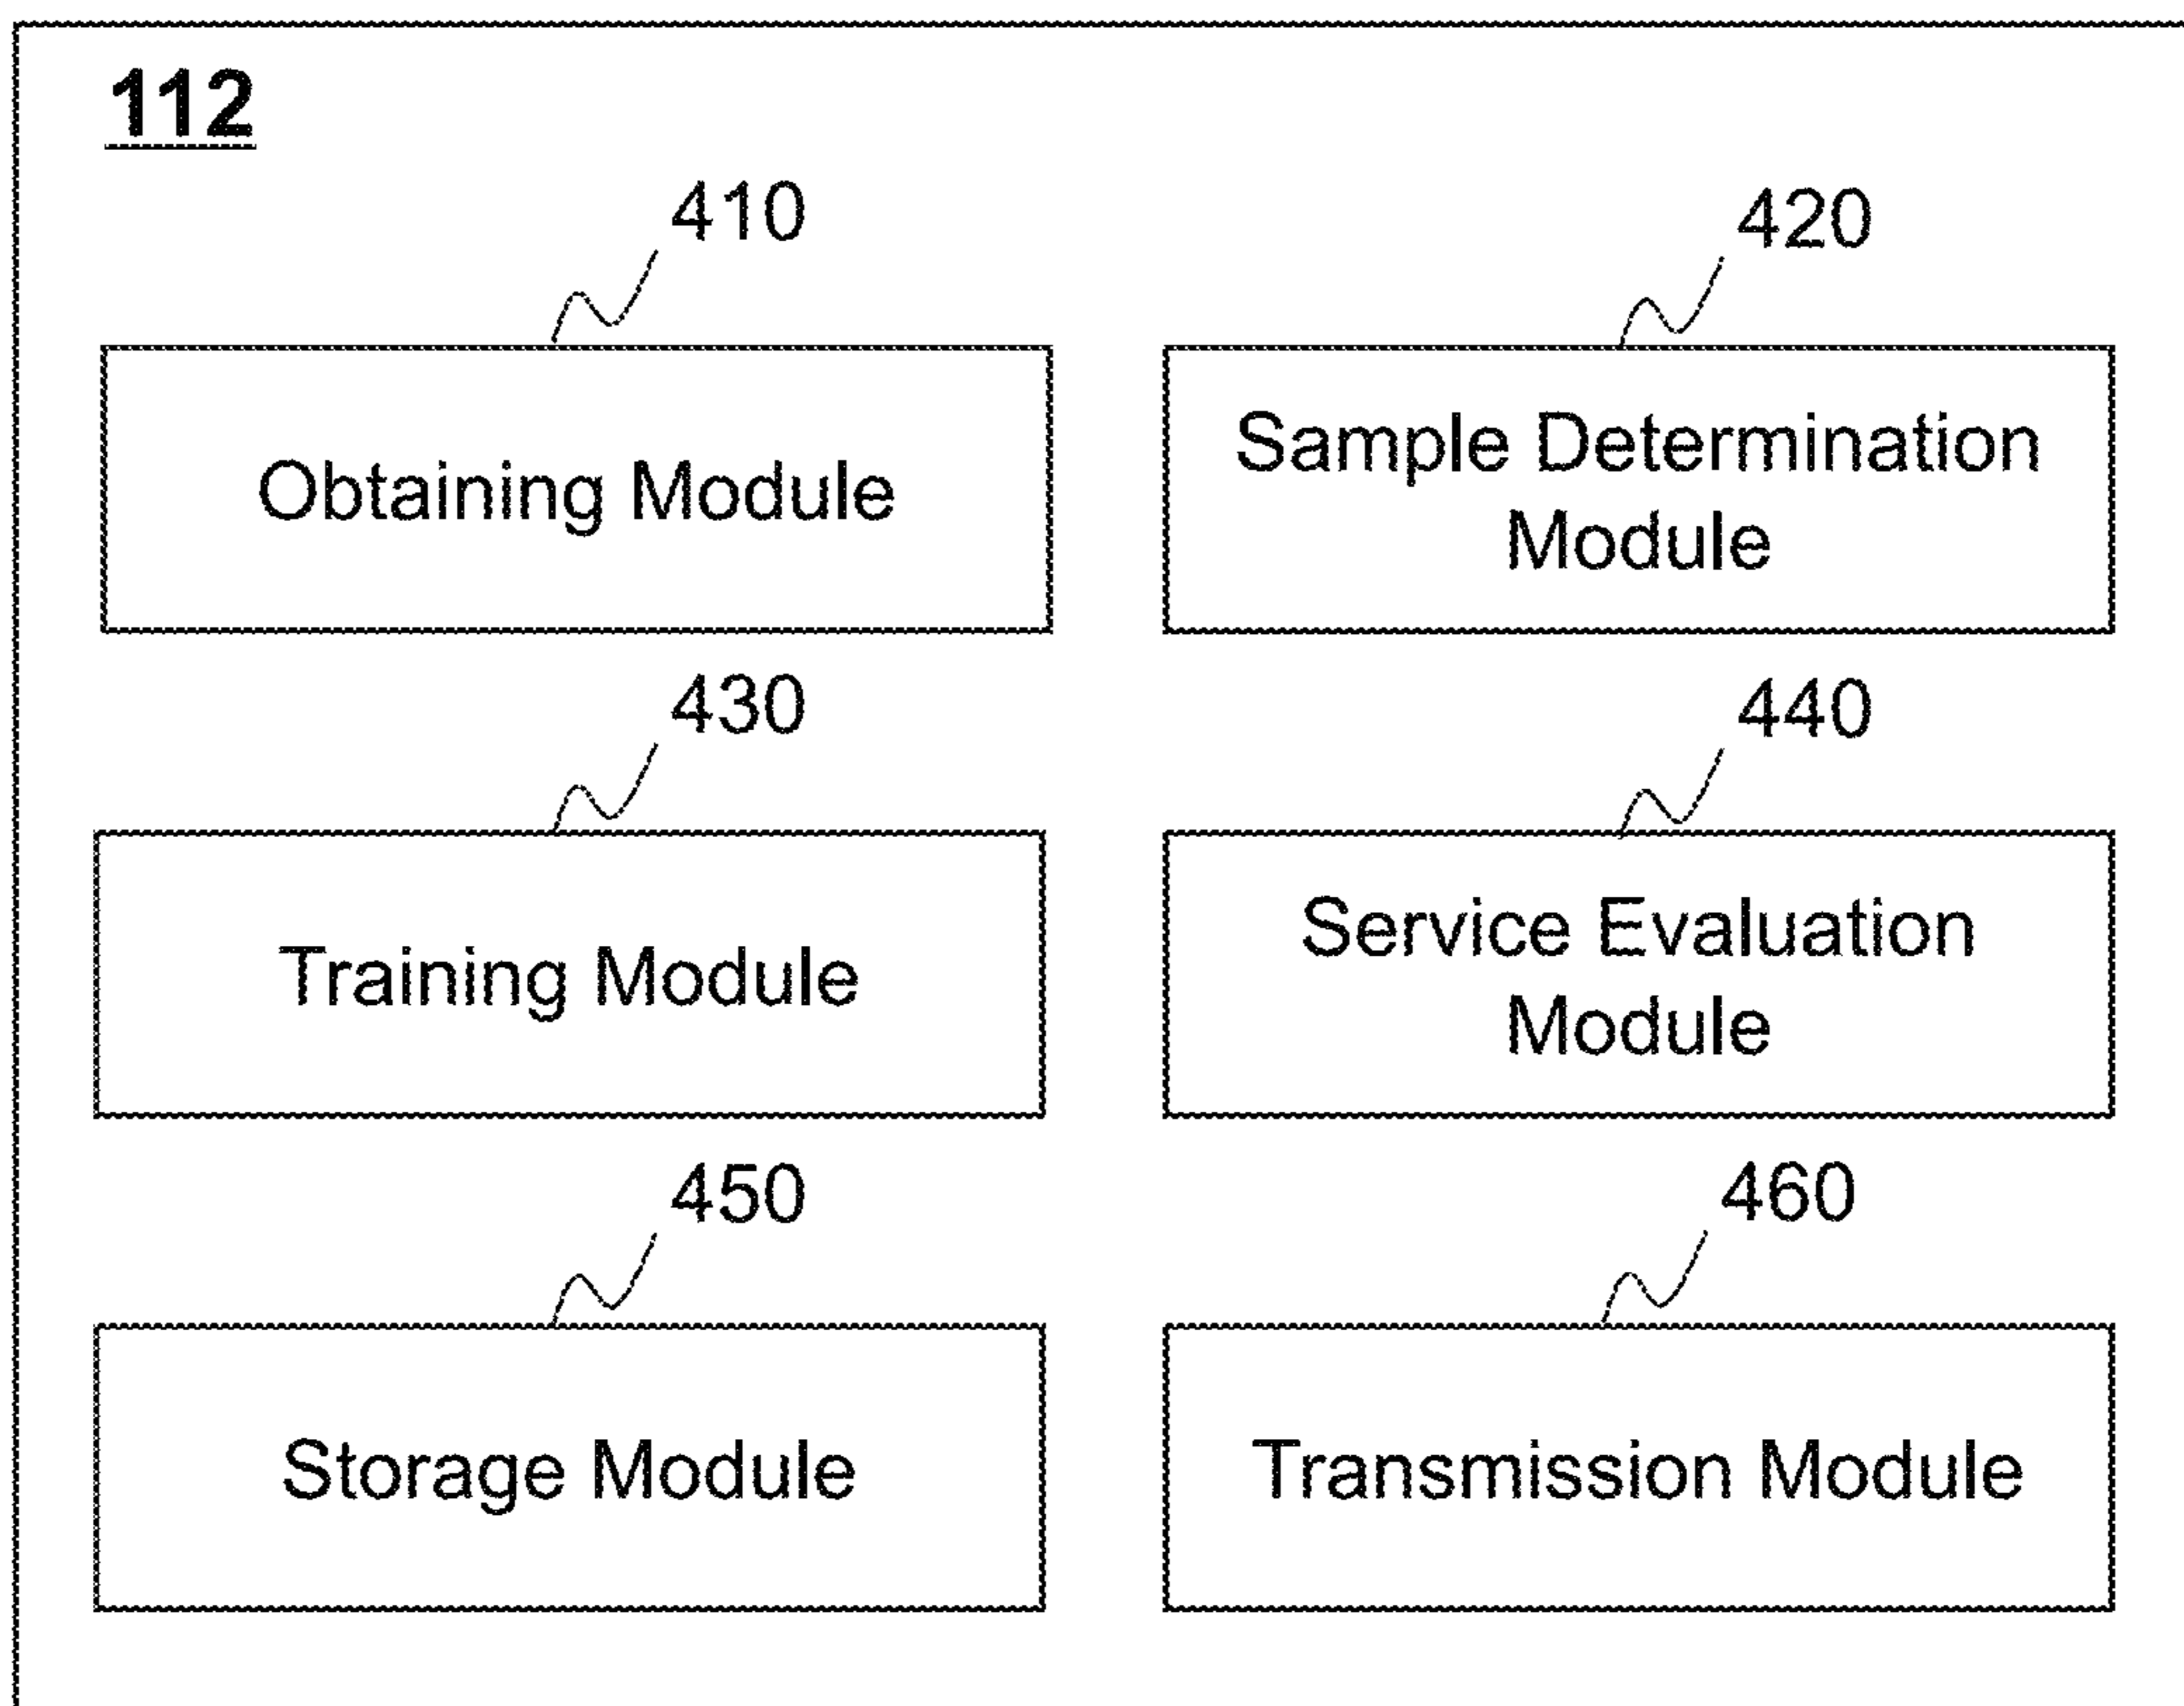 112
410
420
Obtaining Module
Sample Determination
Module
430
440
Training Module
Service Evaluation
Module
450
460
Storage Module
Transmission Module